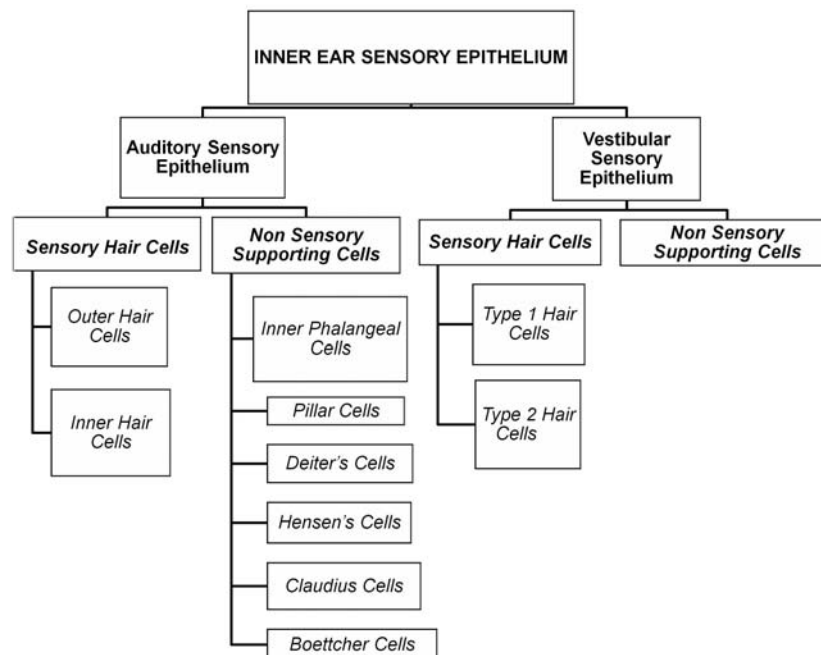 INNER EAR SENSORY EPITHELIUM
Auditory Sensory
Epithelium
Vestibular
Sensory
Epithelium
Sensory Hair Cells
Non Sensory
Supporting Cells
Sensory Hair Cells
Non Sensory
Supporting Cells
Outer Hair
Cells
Inner Hair
Cells
Inner Phalangeal
Cells
Pillar Cells
Deiter's Cells
Hensen's Cells
Claudius Cells
Boettcher Cells
Type 1 Hair
Cells
Type 2 Hair
Cells